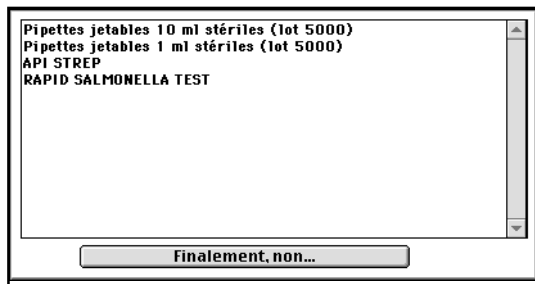 Pipettes jetables 10 ml stériles (lot 5000)
Pipettes jetables 1 ml stériles (lot 5000)
API STREP
RAPID SALMONELLA TEST
Finalement, non...